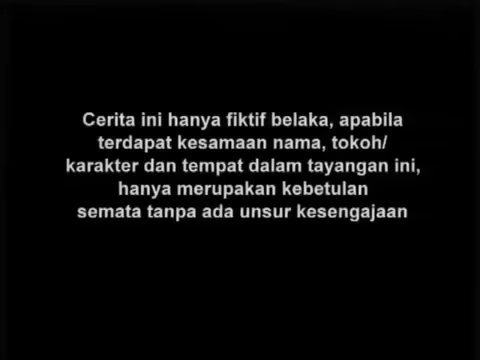 Cerita ini hanya fiktif belaka, apabila
terdapat kesamaan nama, tokoh/
karakter dan tempat dalam tayangan ini,
hanya merupakan kebetulan
semata tanpa ada unsur kesengajaan